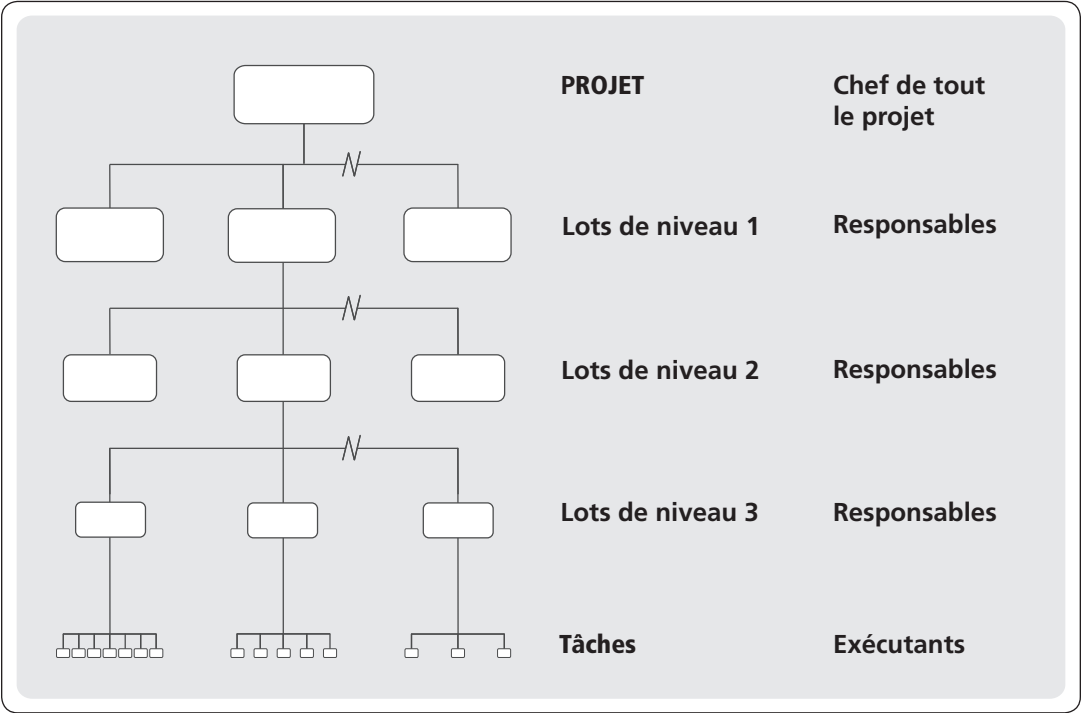 PROJET
Chef de tout
le projet
Lots de niveau 1
Responsables
Lots de niveau 2
Responsables
Lots de niveau 3
Responsables
Tâches
Exécutants